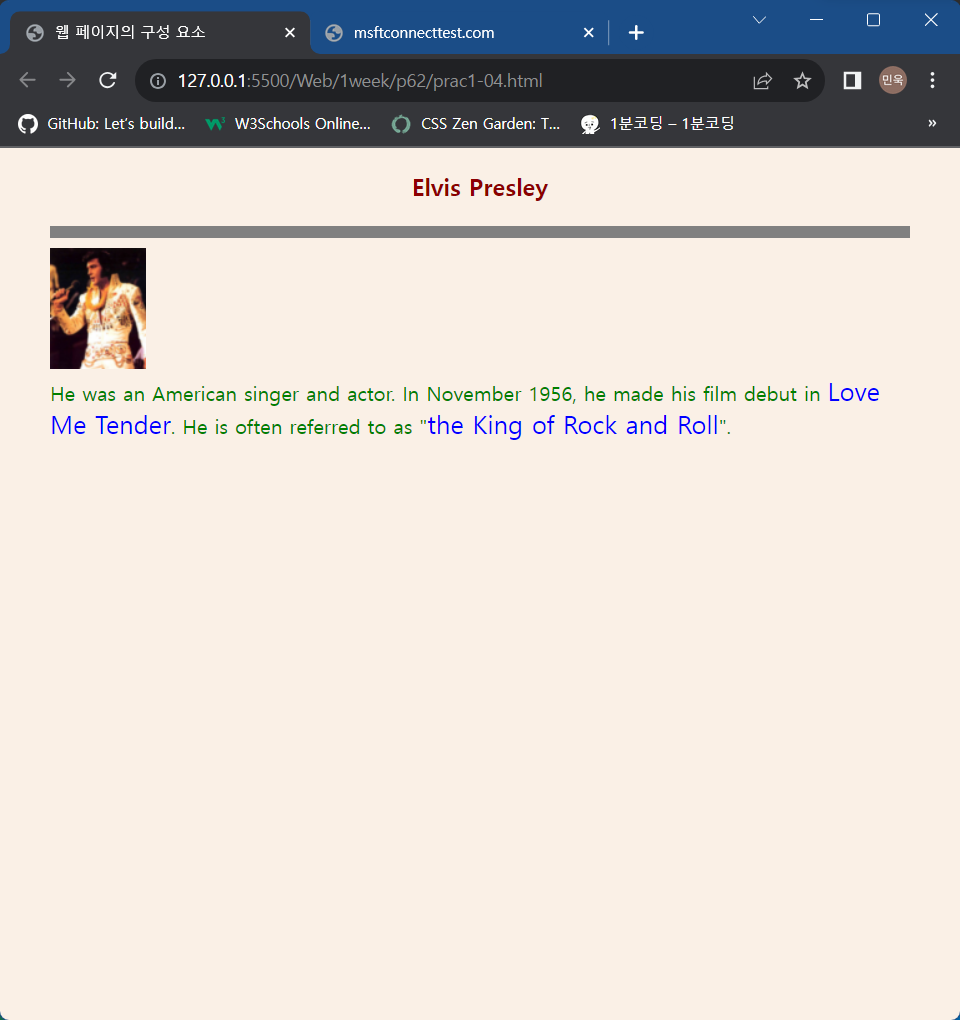 웹 페이지의 구성 요소
msftconnecttest.com
127.0.0.1:5500/Web/1week/p62/prac1-04.html
민욱
GitHub: Let's build...
W3Schools Online...
CSS Zen Garden: T...
1분코딩 – 1분코딩
»
Elvis Presley
He was an American singer and actor. In November 1956, he made his film debut in Love
Me Tender. He is often referred to as "the King of Rock and Roll".